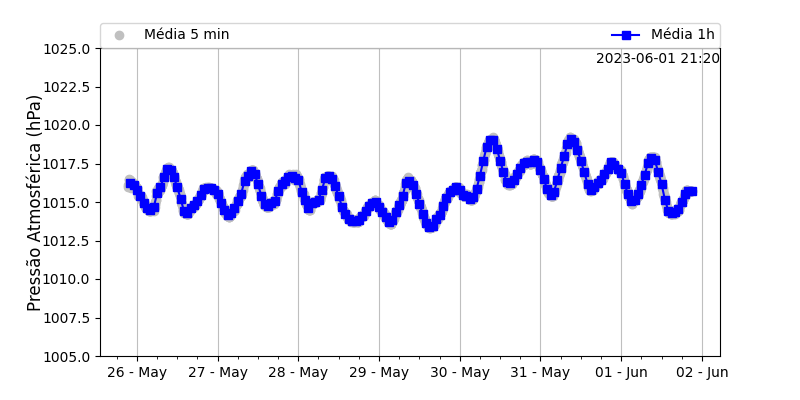 Média 5 min
Média 1h
2023-06-01 21:20
Pressão Atmosférica (hPa)
1025.0
1022.5
1020.0
1017.5
1015.0
1012.5
1010.0
1007.5
1005.0
26 - May
27 - May
28 - May
29 - May
30 - May
31 - May
01 - Jun
02 - Jun